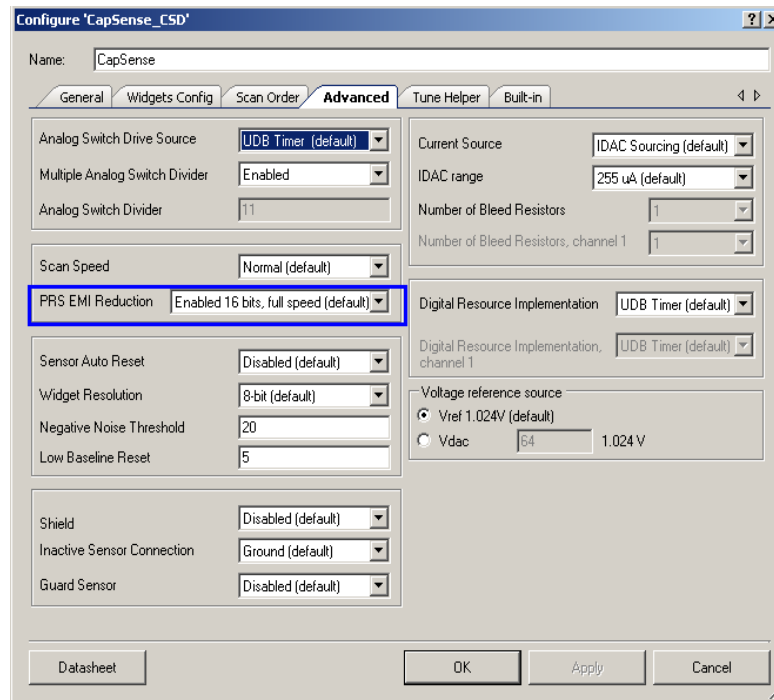 Configure 'CapSense_CSD'
Name: CapSense
General Widgets Config Scan Order Advanced Tune Helper Built-in
Analog Switch Drive Source UDB Timer (default)
Multiple Analog Switch Divider Enabled
Analog Switch Divider 11
Scan Speed Normal (default)
PRS EMI Reduction Enabled 16 bits, full speed (default)
Sensor Auto Reset Disabled (default)
Widget Resolution 8-bit (default)
Negative Noise Threshold 20
Low Baseline Reset 5
Shield Disabled (default)
Inactive Sensor Connection Ground (default)
Guard Sensor Disabled (default)
Current Source IDAC Sourcing (default)
IDAC range 255 uA (default)
Number of Bleed Resistors 1
Number of Bleed Resistors, channel 1 1
Digital Resource Implementation UDB Timer (default)
Digital Resource Implementation, channel 1 UDB Timer (default)
Voltage reference source
Vref 1.024V (default)
Vdac 64 1.024 V
Datasheet OK Apply Cancel